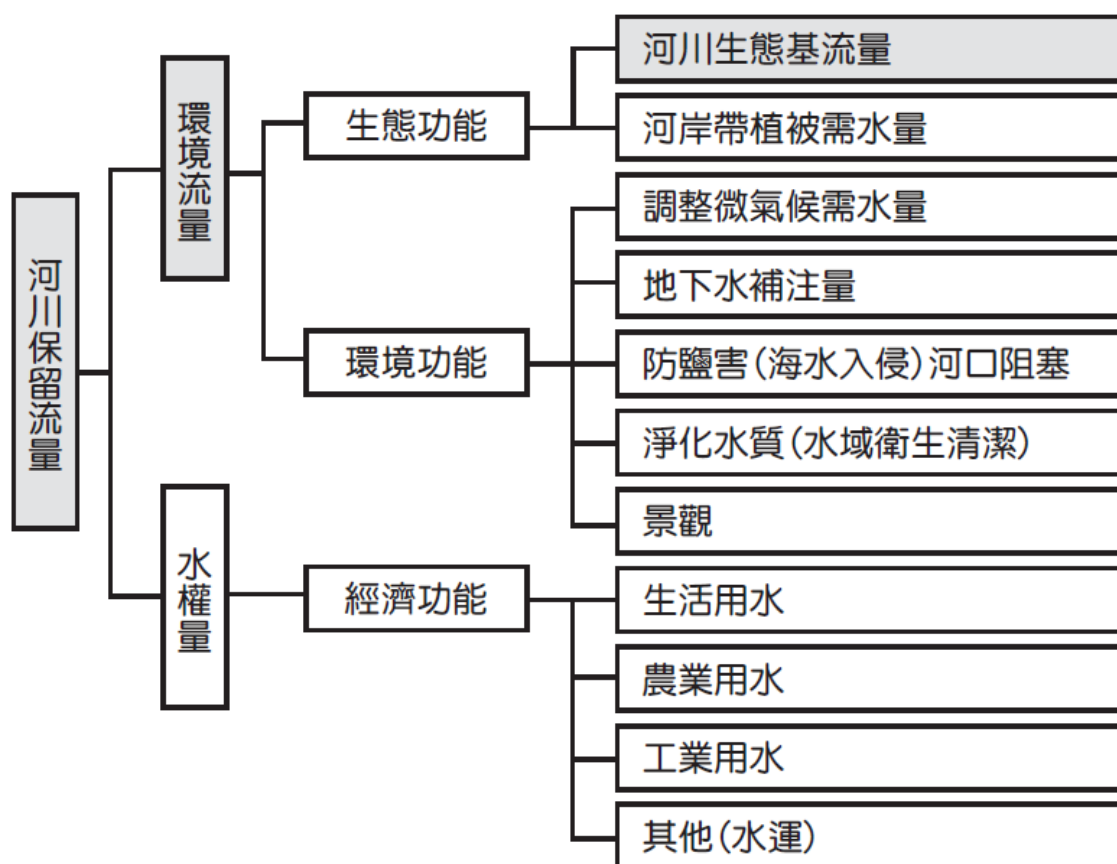 河川保留流量
環境流量
生態功能
河川生態基流量
河岸帶植被需水量
環境功能
調整微氣候需水量
地下水補注量
防鹽害(海水入侵)河口阻塞
淨化水質(水域衛生清潔)
景觀
水權量
經濟功能
生活用水
農業用水
工業用水
其他(水運)